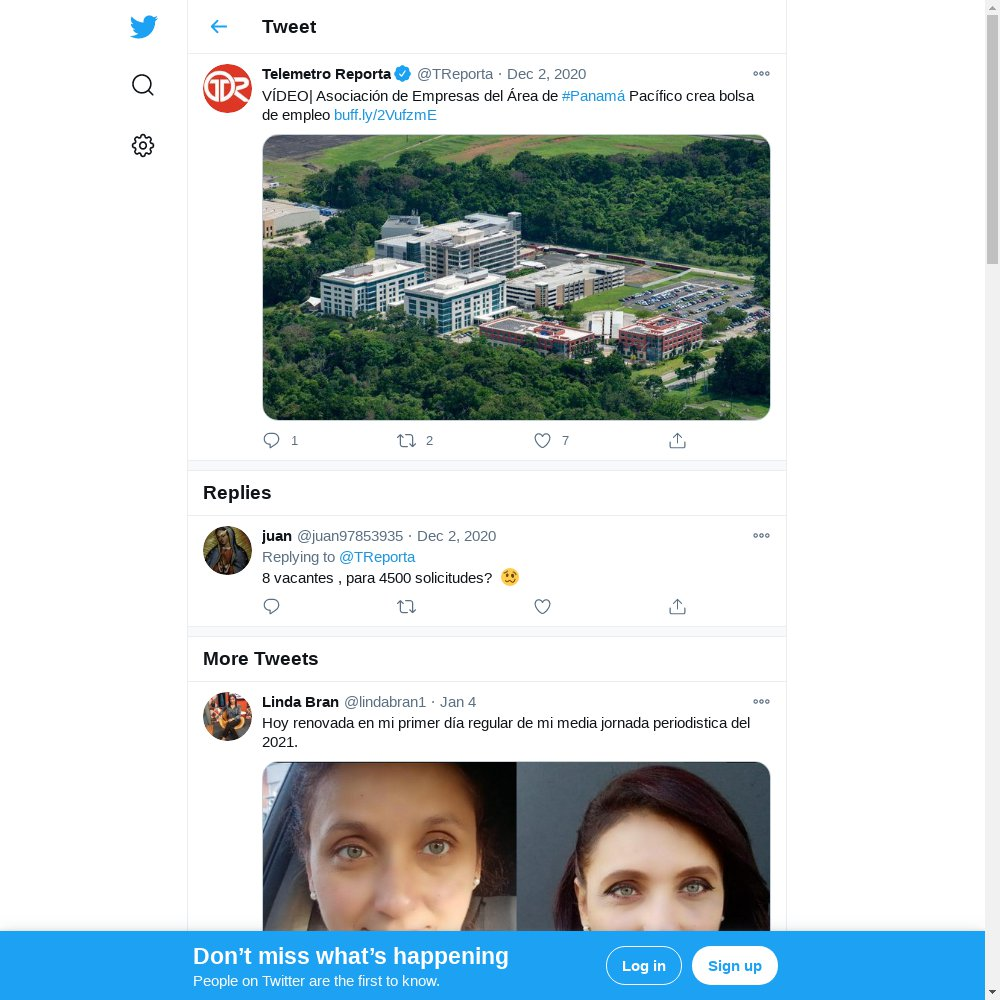 Tweet
TDR
Telemetro Reporta @TReporta · Dec 2, 2020
VÍDEO| Asociación de Empresas del Área de #Panamá Pacífico crea bolsa
de empleo buff.ly/2VufzmE
1 2 7
Replies
juan @juan97853935 · Dec 2, 2020
Replying to @TReporta
8 vacantes , para 4500 solicitudes? 🥴
More Tweets
Linda Bran @lindabran1 · Jan 4
Hoy renovada en mi primer día regular de mi media jornada periodistica del
2021.
Don’t miss what’s happening
People on Twitter are the first to know.
Log in
Sign up